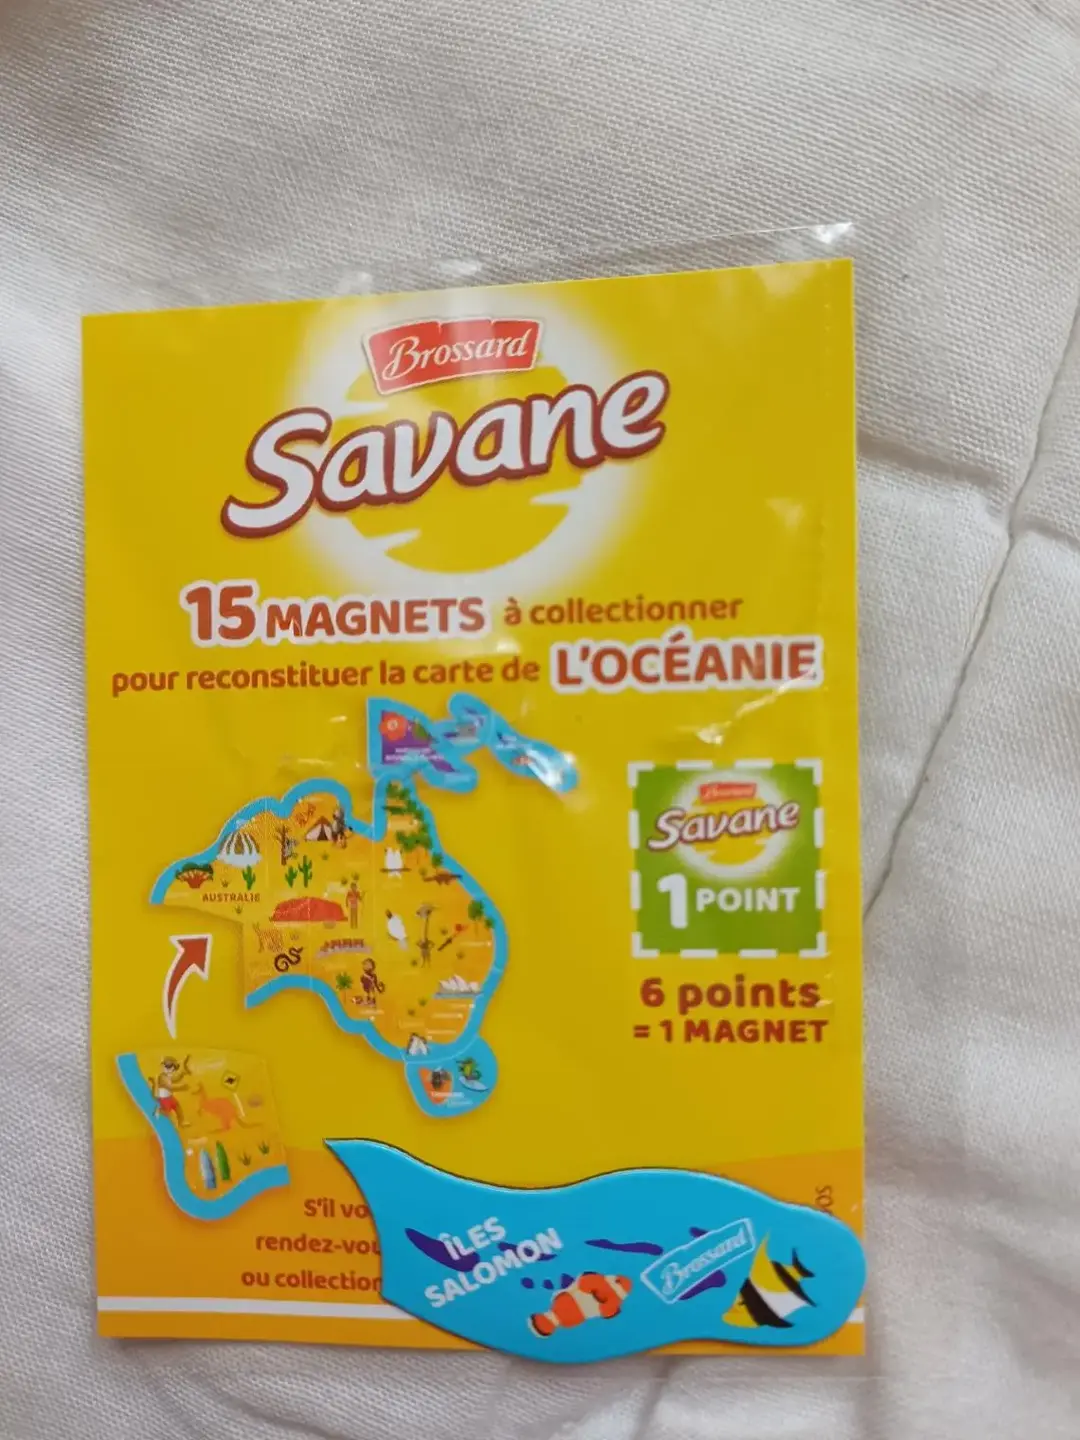 Brossard
Savane
15 MAGNETS à collectionner
pour reconstituer la carte de L'OCÉANIE
AUSTRALIE
Brossard
Savane
1 POINT
6 points
= 1 MAGNET
S'il vo
rendez-vou
ou collection
ÎLES
SALOMON
Brossard